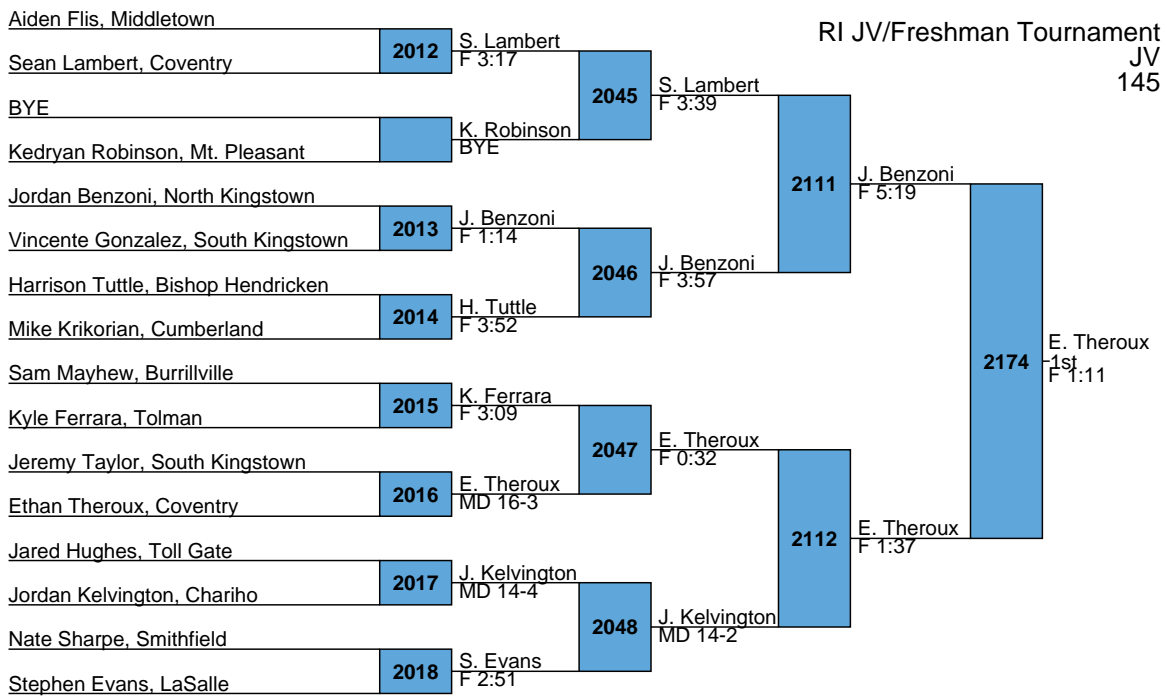 RI JV/Freshman Tournament
JV
145
Aiden Flis, Middletown
Sean Lambert, Coventry
BYE
Kedryan Robinson, Mt. Pleasant
Jordan Benzoni, North Kingstown
Vincente Gonzalez, South Kingstown
Harrison Tuttle, Bishop Hendricken
Mike Krikorian, Cumberland
Sam Mayhew, Burrillville
Kyle Ferrara, Tolman
Jeremy Taylor, South Kingstown
Ethan Theroux, Coventry
Jared Hughes, Toll Gate
Jordan Kelvington, Chariho
Nate Sharpe, Smithfield
Stephen Evans, LaSalle
2012
2013
2014
2015
2016
2017
2018
S. Lambert
F 3:17
K. Robinson
BYE
J. Benzoni
F 1:14
H. Tuttle
F 3:52
K. Ferrara
F 3:09
E. Theroux
MD 16-3
J. Kelvington
MD 14-4
S. Evans
F 2:51
2045
2046
2047
2048
S. Lambert
F 3:39
J. Benzoni
F 3:57
E. Theroux
F 0:32
J. Kelvington
MD 14-2
2111
2112
J. Benzoni
F 5:19
E. Theroux
F 1:37
2174
E. Theroux
1st
F 1:11